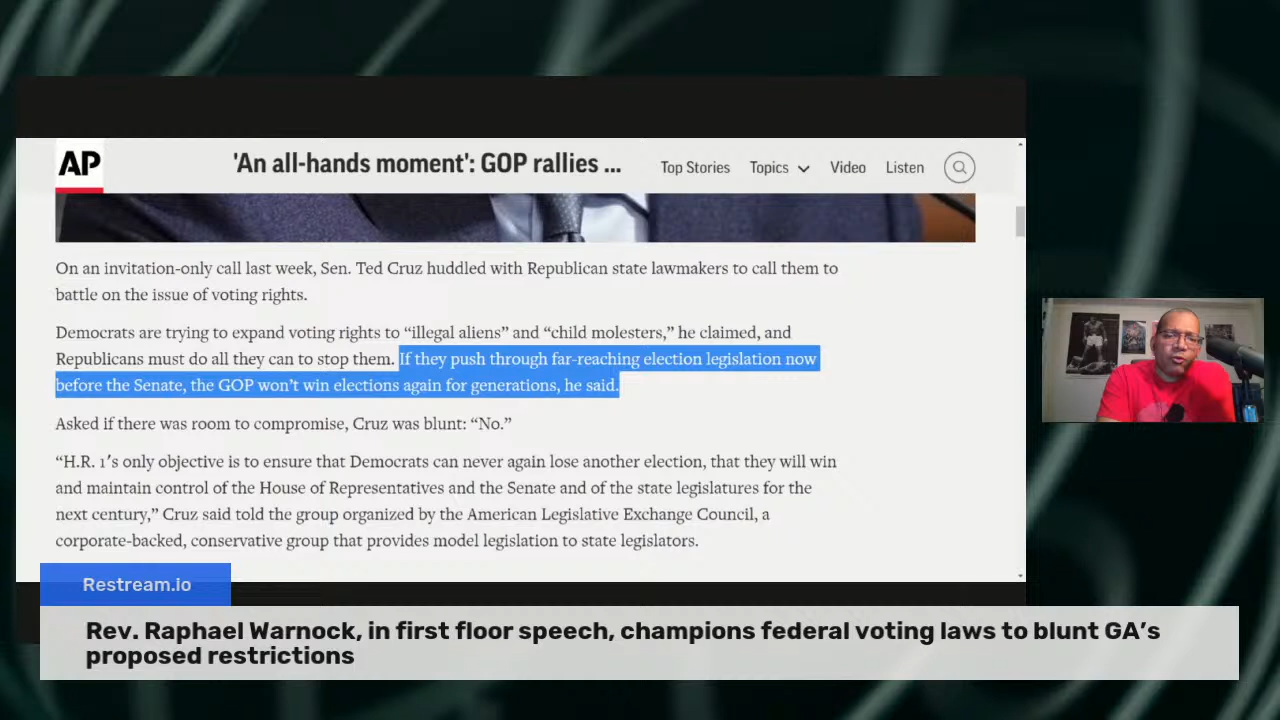 AP
'An all-hands moment': GOP rallies ...
Top Stories Topics Video Listen
On an invitation-only call last week, Sen. Ted Cruz huddled with Republican state lawmakers to call them to
battle on the issue of voting rights.
Democrats are trying to expand voting rights to “illegal aliens” and “child molesters,” he claimed, and
Republicans must do all they can to stop them. If they push through far-reaching election legislation now
before the Senate, the GOP won’t win elections again for generations, he said.
Asked if there was room to compromise, Cruz was blunt: “No.”
“H.R. 1’s only objective is to ensure that Democrats can never again lose another election, that they will win
and maintain control of the House of Representatives and the Senate and of the state legislatures for the
next century,” Cruz said told the group organized by the American Legislative Exchange Council, a
corporate-backed, conservative group that provides model legislation to state legislators.
Restream.io
Rev. Raphael Warnock, in first floor speech, champions federal voting laws to blunt GA’s
proposed restrictions